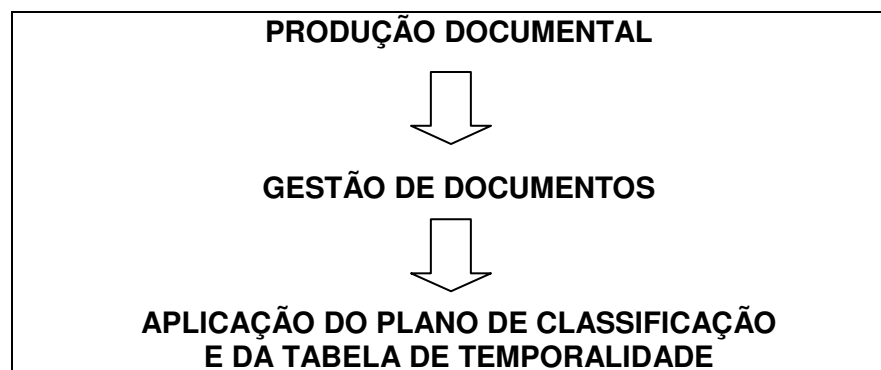 PRODUÇÃO DOCUMENTAL
GESTÃO DE DOCUMENTOS
APLICAÇÃO DO PLANO DE CLASSIFICAÇÃO
E DA TABELA DE TEMPORALIDADE